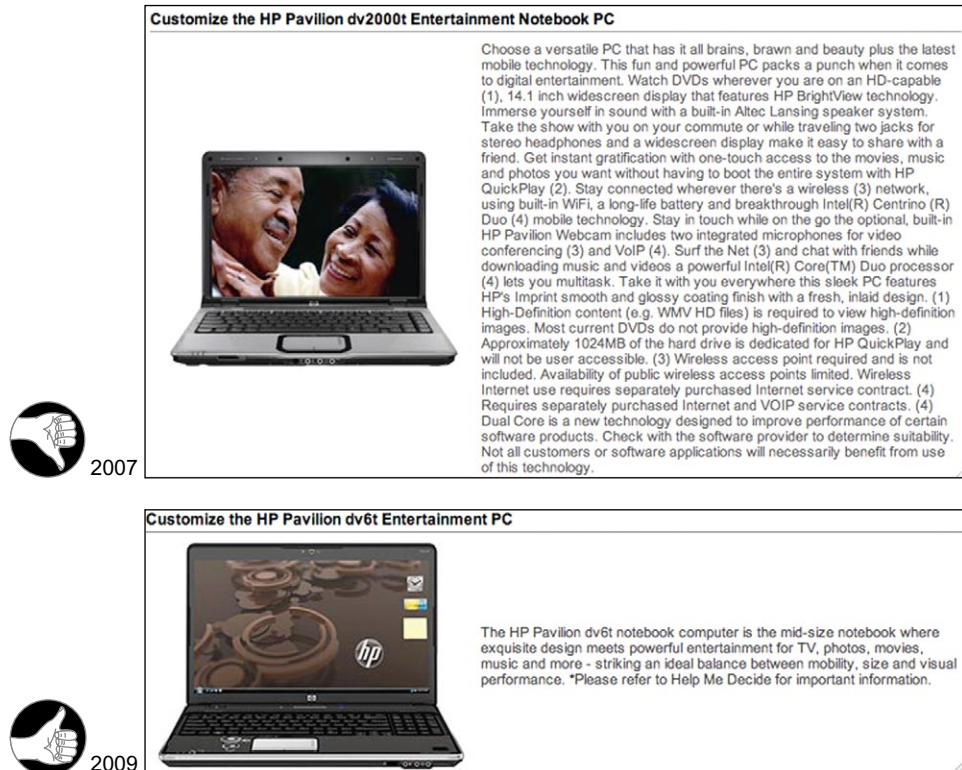 Customize the HP Pavilion dv2000t Entertainment Notebook PC
Choose a versatile PC that has it all brains, brawn and beauty plus the latest
mobile technology. This fun and powerful PC packs a punch when it comes
to digital entertainment. Watch DVDs wherever you are on an HD-capable
(1), 14.1 inch widescreen display that features HP BrightView technology.
Immerse yourself in sound with a built-in Altec Lansing speaker system.
Take the show with you on your commute or while traveling two jacks for
stereo headphones and a widescreen display make it easy to share with a
friend. Get instant gratification with one-touch access to the movies, music
and photos you want without having to boot the entire system with HP
QuickPlay (2). Stay connected wherever there's a wireless (3) network,
using built-in WiFi, a long-life battery and breakthrough Intel(R) Centrino (R)
Duo (4) mobile technology. Stay in touch while on the go the optional, built-in
HP Pavilion Webcam includes two integrated microphones for video
conferencing (3) and VoIP (4). Surf the Net (3) and chat with friends while
downloading music and videos a powerful Intel(R) Core(TM) Duo processor
(4) lets you multitask. Take it with you everywhere this sleek PC features
HP's Imprint smooth and glossy coating finish with a fresh, inlaid design. (1)
High-Definition content (e.g. WMV HD files) is required to view high-definition
images. Most current DVDs do not provide high-definition images. (2)
Approximately 1024MB of the hard drive is dedicated for HP QuickPlay and
will not be user accessible. (3) Wireless access point required and is not
included. Availability of public wireless access points limited. Wireless
Internet use requires separately purchased Internet service contract. (4)
Requires separately purchased Internet and VOIP service contracts. (4)
Dual Core is a new technology designed to improve performance of certain
software products. Check with the software provider to determine suitability.
Not all customers or software applications will necessarily benefit from use
of this technology.
2007
Customize the HP Pavilion dv6t Entertainment PC
hp
The HP Pavilion dv6t notebook computer is the mid-size notebook where
exquisite design meets powerful entertainment for TV, photos, movies,
music and more - striking an ideal balance between mobility, size and visual
performance. *Please refer to Help Me Decide for important information.
2009